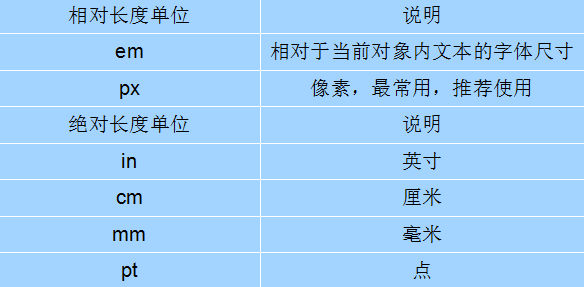 相对长度单位 说明
em 相对于当前对象内文本的字体尺寸
px 像素，最常用，推荐使用
绝对长度单位 说明
in 英寸
cm 厘米
mm 毫米
pt 点